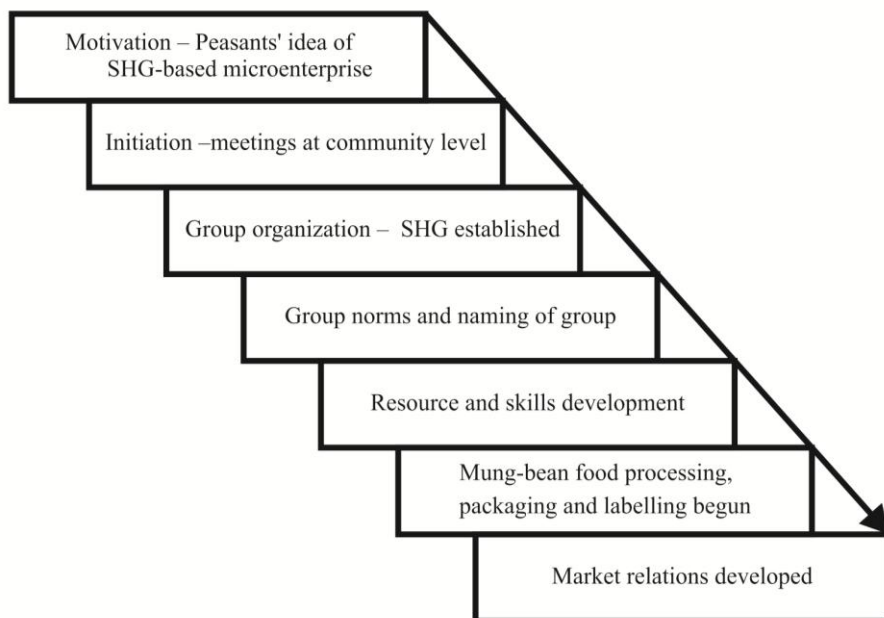 Motivation – Peasants' idea of
SHG-based microenterprise
Initiation –meetings at community level
Group organization – SHG established
Group norms and naming of group
Resource and skills development
Mung-bean food processing,
packaging and labelling begun
Market relations developed